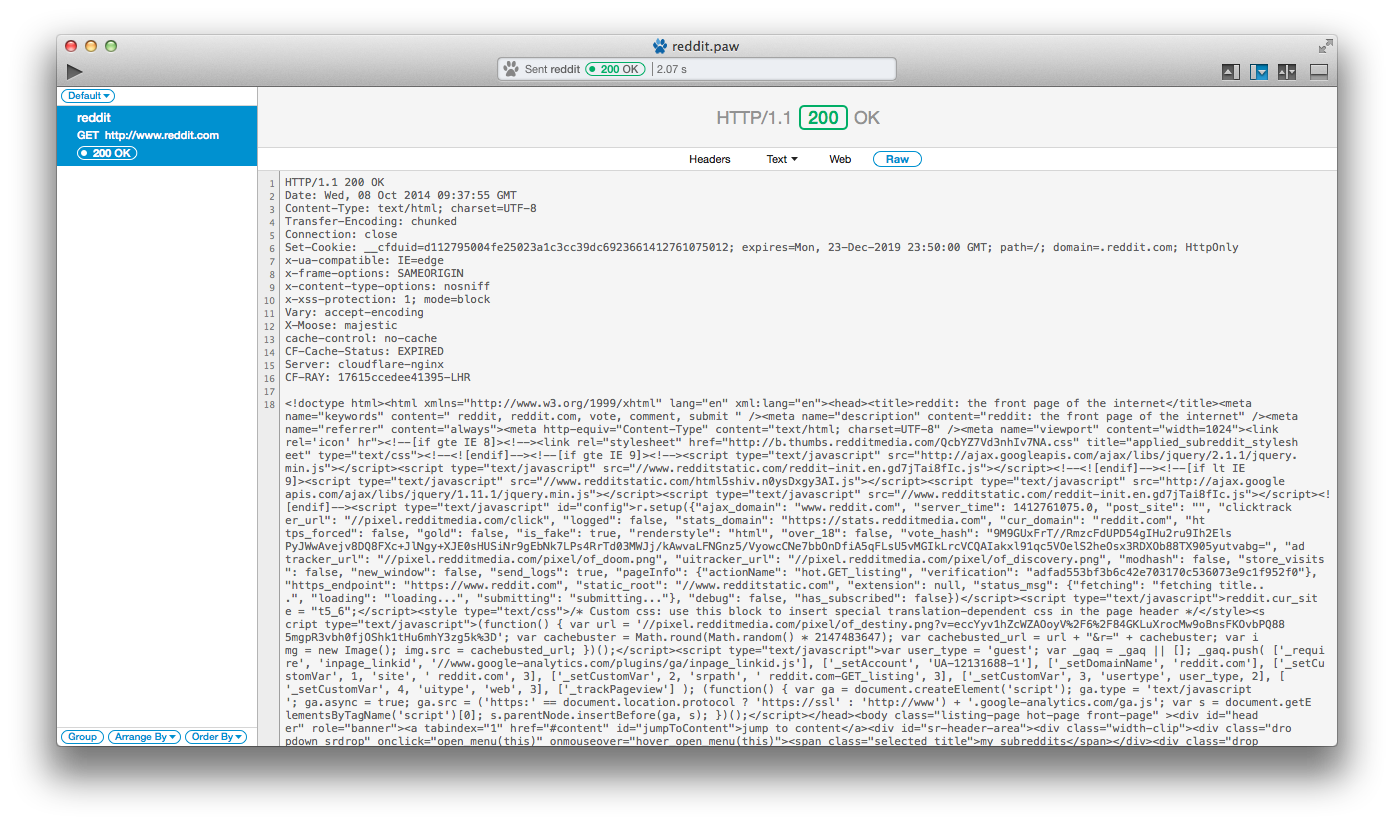 reddit.paw
Sent reddit 200 OK 2.07 s
Default
reddit
GET http://www.reddit.com
200 OK
HTTP/1.1 200 OK
Headers Text Web Raw
1 HTTP/1.1 200 OK
2 Date: Wed, 08 Oct 2014 09:37:55 GMT
3 Content-Type: text/html; charset=UTF-8
4 Transfer-Encoding: chunked
5 Connection: close
6 Set-Cookie: __cfduid=d112795004fe25023a1c3cc39dc6923661412761075012; expires=Mon, 23-Dec-2019 23:50:00 GMT; path=/; domain=.reddit.com; HttpOnly
7 x-ua-compatible: IE=edge
8 x-frame-options: SAMEORIGIN
9 x-content-type-options: nosniff
10 x-xss-protection: 1; mode=block
11 Vary: accept-encoding
12 X-Moose: majestic
13 cache-control: no-cache
14 CF-Cache-Status: EXPIRED
15 Server: cloudflare-nginx
16 CF-RAY: 17615ccedee41395-LHR
17
18 <!doctype html><html xmlns="http://www.w3.org/1999/xhtml" lang="en" xml:lang="en"><head><title>reddit: the front page of the internet</title><meta
name="keywords" content=" reddit, reddit.com, vote, comment, submit " /><meta name="description" content="reddit: the front page of the internet" /><meta
name="referrer" content="always"><meta http-equiv="Content-Type" content="text/html; charset=UTF-8" /><meta name="viewport" content="width=1024"><link
rel='icon' hr"><!--[if gte IE 8]><!--><link rel="stylesheet" href="http://b.thumbs.redditmedia.com/QcbYZ7Vd3nhIv7NA.css" title="applied_subreddit_stylesh
eet" type="text/css"><!--<![endif]--><!--[if gte IE 9]><!--><script type="text/javascript" src="http://ajax.googleapis.com/ajax/libs/jquery/2.1.1/jquery.
min.js"></script><script type="text/javascript" src="//www.redditstatic.com/reddit-init.en.gd7jTai8fIc.js"></script><!--<![endif]--><!--[if lt IE
9]><script type="text/javascript" src="//www.redditstatic.com/html5shiv.n0ysDxgy3AI.js"></script><script type="text/javascript" src="http://ajax.google
apis.com/ajax/libs/jquery/1.11.1/jquery.min.js"></script><script type="text/javascript" src="//www.redditstatic.com/reddit-init.en.gd7jTai8fIc.js"></script><!
[endif]--><script type="text/javascript" id="config">r.setup({"ajax_domain": "www.reddit.com", "server_time": 1412761075.0, "post_site": "", "clicktrack
er_url": "//pixel.redditmedia.com/click", "logged": false, "stats_domain": "https://stats.redditmedia.com", "cur_domain": "reddit.com", "ht
tps_forced": false, "gold": false, "is_fake": true, "renderstyle": "html", "over_18": false, "vote_hash": "9M9GUxFrT//RmzcFdUPD54gIHu2ru9Ih2Els
PyJWwAvejv8DQ8FXc+JlNgy+XJE0sHUSiNr9gEbNk7LPs4RrTd03MWJj/kAwvaLFNGnz5/VyowcCNe7bbOnDfiA5qFLsU5vMGIkLrcVCQAIakxl91qc5VOelS2heOsx3RDXOb88TX905yutvabg=", "ad
tracker_url": "//pixel.redditmedia.com/pixel/of_doom.png", "uitracker_url": "//pixel.redditmedia.com/pixel/of_discovery.png", "modhash": false, "store_visits
": false, "new_window": false, "send_logs": true, "pageInfo": {"actionName": "hot.GET_listing", "verification": "adfad553bf3b6c42e703170c536073e9c1f952f0"},
"https_endpoint": "https://www.reddit.com", "static_root": "//www.redditstatic.com", "extension": null, "status_msg": {"fetching": "fetching title..
.", "loading": "loading...", "submitting": "submitting..."}, "debug": false, "has_subscribed": false})</script><script type="text/javascript">reddit.cur_sit
e = "t5_6";</script><style type="text/css">/* Custom css: use this block to insert special translation-dependent css in the page header */</style><s
cript type="text/javascript">(function() { var url = '//pixel.redditmedia.com/pixel/of_destiny.png?v=eccYyv1hZcWZAOoyV%2F6%2F84GKLuXrocMw9oBnsFKOvbPQ88
5mgpR3vbh0fjOShk1tHu6mhY3zg5k%3D'; var cachebuster = Math.round(Math.random() * 2147483647); var cachebusted_url = url + "&r=" + cachebuster; var i
mg = new Image(); img.src = cachebusted_url; })();</script><script type="text/javascript">var user_type = 'guest'; var _gaq = _gaq || []; _gaq.push( ['_requi
re', 'inpage_linkid', '//www.google-analytics.com/plugins/ga/inpage_linkid.js'], ['_setAccount', 'UA-12131688-1'], ['_setDomainName', 'reddit.com'], ['_setCu
stomVar', 1, 'site', ' reddit.com', 3], ['_setCustomVar', 2, 'srpath', ' reddit.com-GET_listing', 3], ['_setCustomVar', 3, 'usertype', user_type, 2], [
'_setCustomVar', 4, 'uitype', 'web', 3], ['_trackPageview'] ); (function() { var ga = document.createElement('script'); ga.type = 'text/javascript
'; ga.async = true; ga.src = ('https:' == document.location.protocol ? 'https://ssl' : 'http://www') + '.google-analytics.com/ga.js'; var s = document.getE
lementsByTagName('script')[0]; s.parentNode.insertBefore(ga, s); })();</script></head><body class="listing-page hot-page front-page" ><div id="head
er" role="banner"><a tabindex="1" href="#content" id="jumpToContent">jump to content</a><div id="sr-header-area"><div class="width-clip"><div class="dro
pdown srdrop" onclick="open_menu(this)" onmouseover="hover_open_menu(this)"><span class="selected title">my subreddits</span></div><div class="drop
Group Arrange By Order By